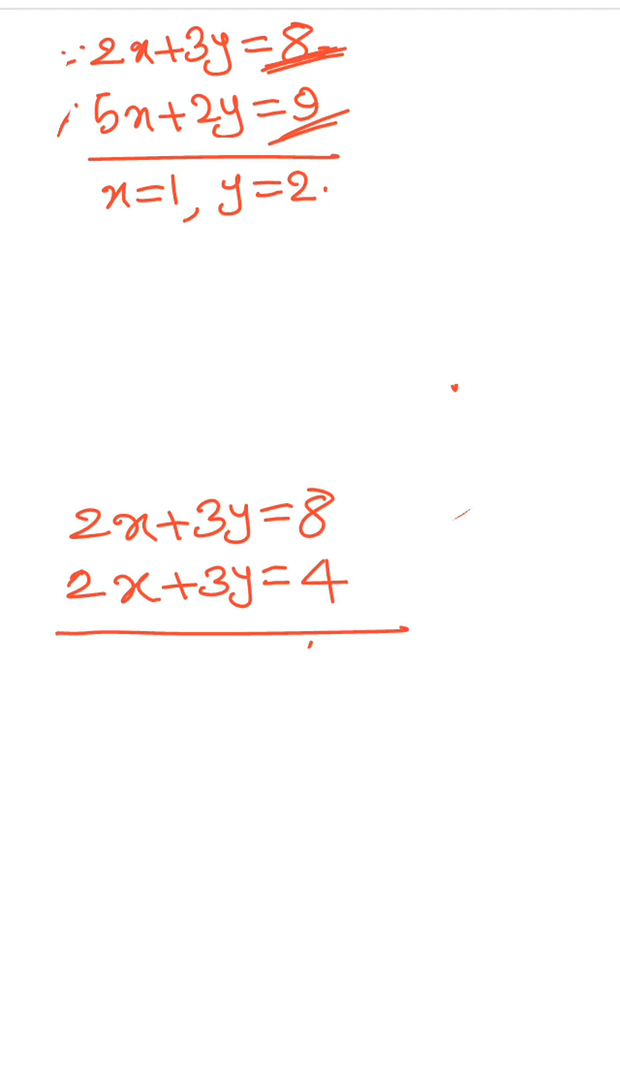 ∵ 2x+3y=8
, 5x+2y=9
x=1, y=2.
2x+3y=8
2x+3y=4